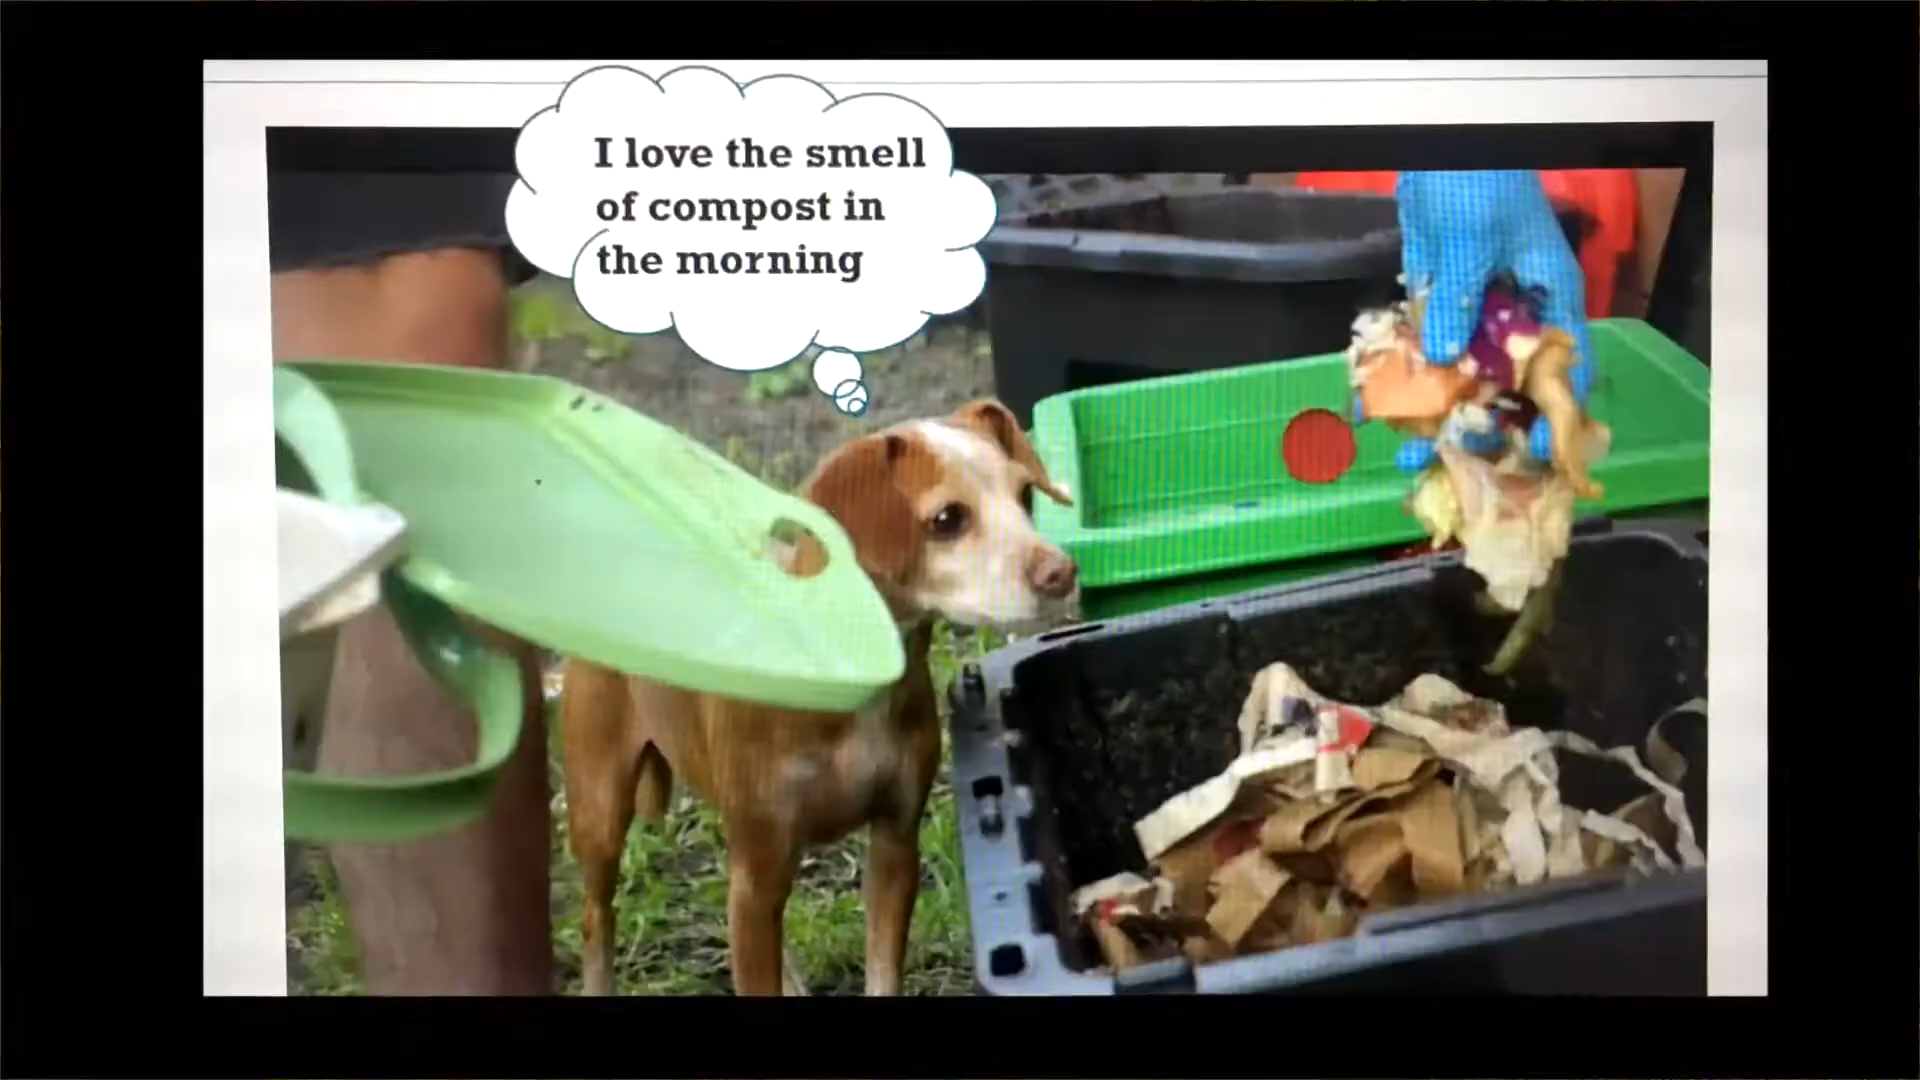 I love the smell
of compost in
the morning